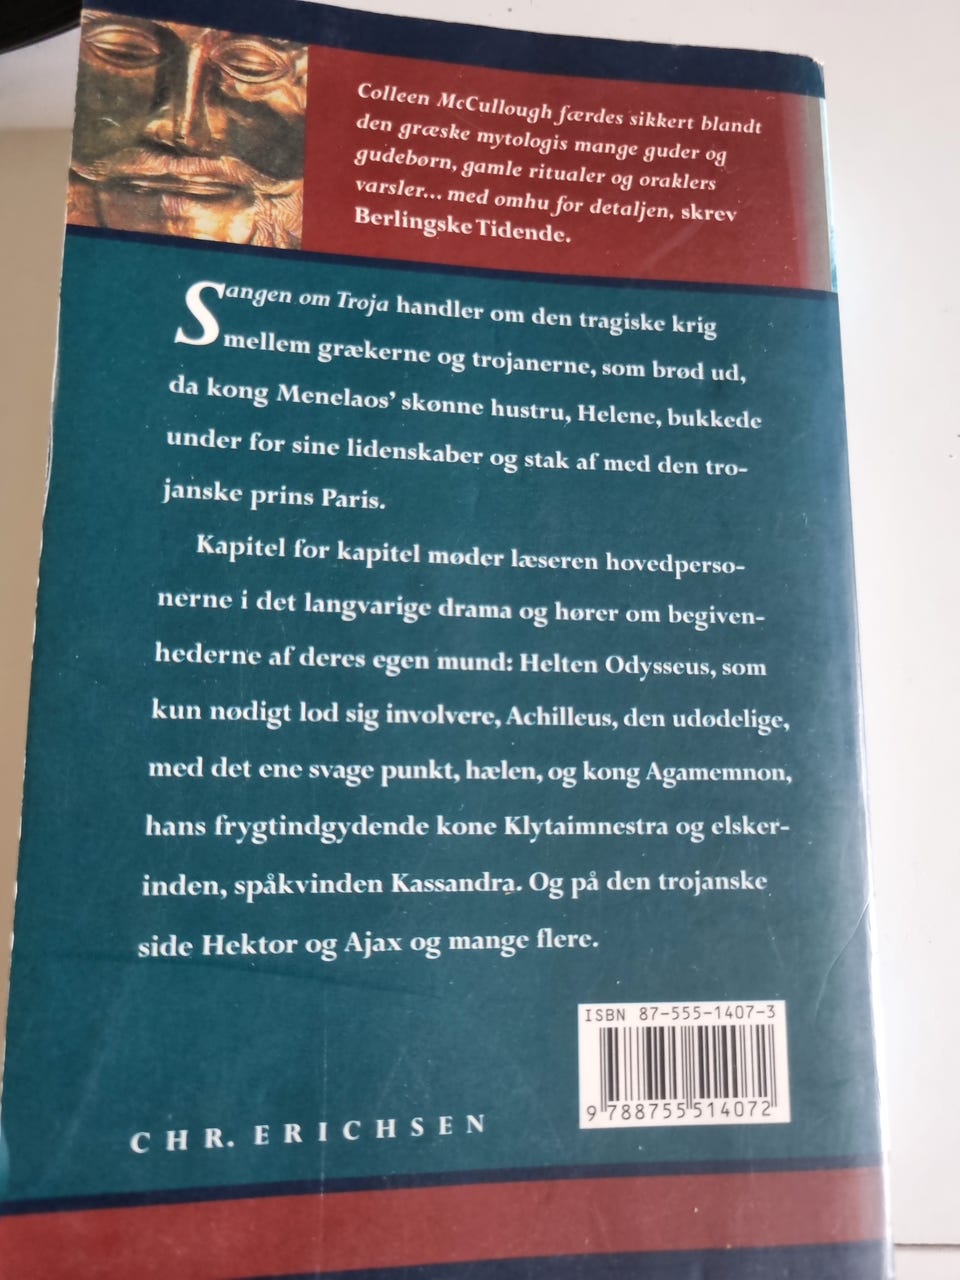 Colleen McCullough færdes sikkert blandt
den græske mytologis mange guder og
gudebørn, gamle ritualer og oraklers
varsler... med omhu for detaljen, skrev
Berlingske Tidende.
Sangen om Troja handler om den tragiske krig
mellem grækerne og trojanerne, som brød ud,
da kong Menelaos' skønne hustru, Helene, bukkede
under for sine lidenskaber og stak af med den tro-
janske prins Paris.
Kapitel for kapitel møder læseren hovedperso-
nerne i det langvarige drama og hører om begiven-
hederne af deres egen mund: Helten Odysseus, som
kun nødigt lod sig involvere, Achilleus, den udødelige,
med det ene svage punkt, hælen, og kong Agamemnon,
hans frygtindgydende kone Klytaimnestra og elsker-
inden, spåkvinden Kassandra. Og på den trojanske
side Hektor og Ajax og mange flere.
ISBN 87-555-1407-3
9 788755 514072
CHR. ERICHSEN